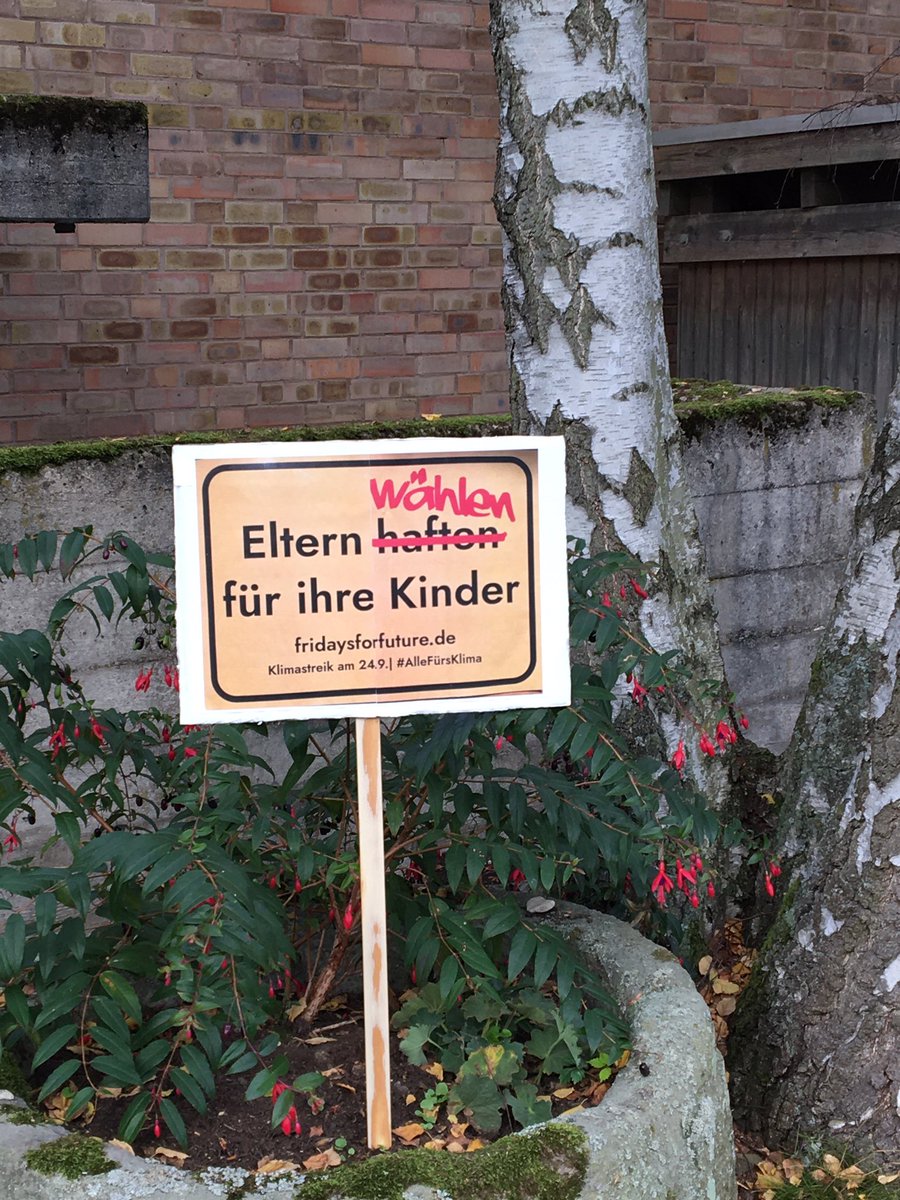 wählen
Eltern haften
für ihre Kinder
fridaysforfuture.de
Klimastreik am 24.9.| #AlleFürsKlima